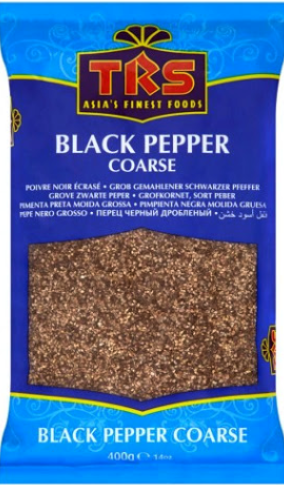 TRS
ASIA'S FINEST FOODS
BLACK PEPPER
COARSE
POIVRE NOIR ÉCRASÉ • GROB GEMAHLENER SCHWARZER PFEFFER
GROVE ZWARTE PEPER • GROFKORNET, SORT PEBER
PIMENTA PRETA MOIDA GROSSA • PIMPIENTA NEGRA MOLIDA GRUESA
PEPE NERO GROSSO • ПЕРЕЦ ЧЕРНЫЙ ДРОБЛЕНЫЙ • فلفل أسود خشن
BLACK PEPPER COARSE
400g ℮ 14oz